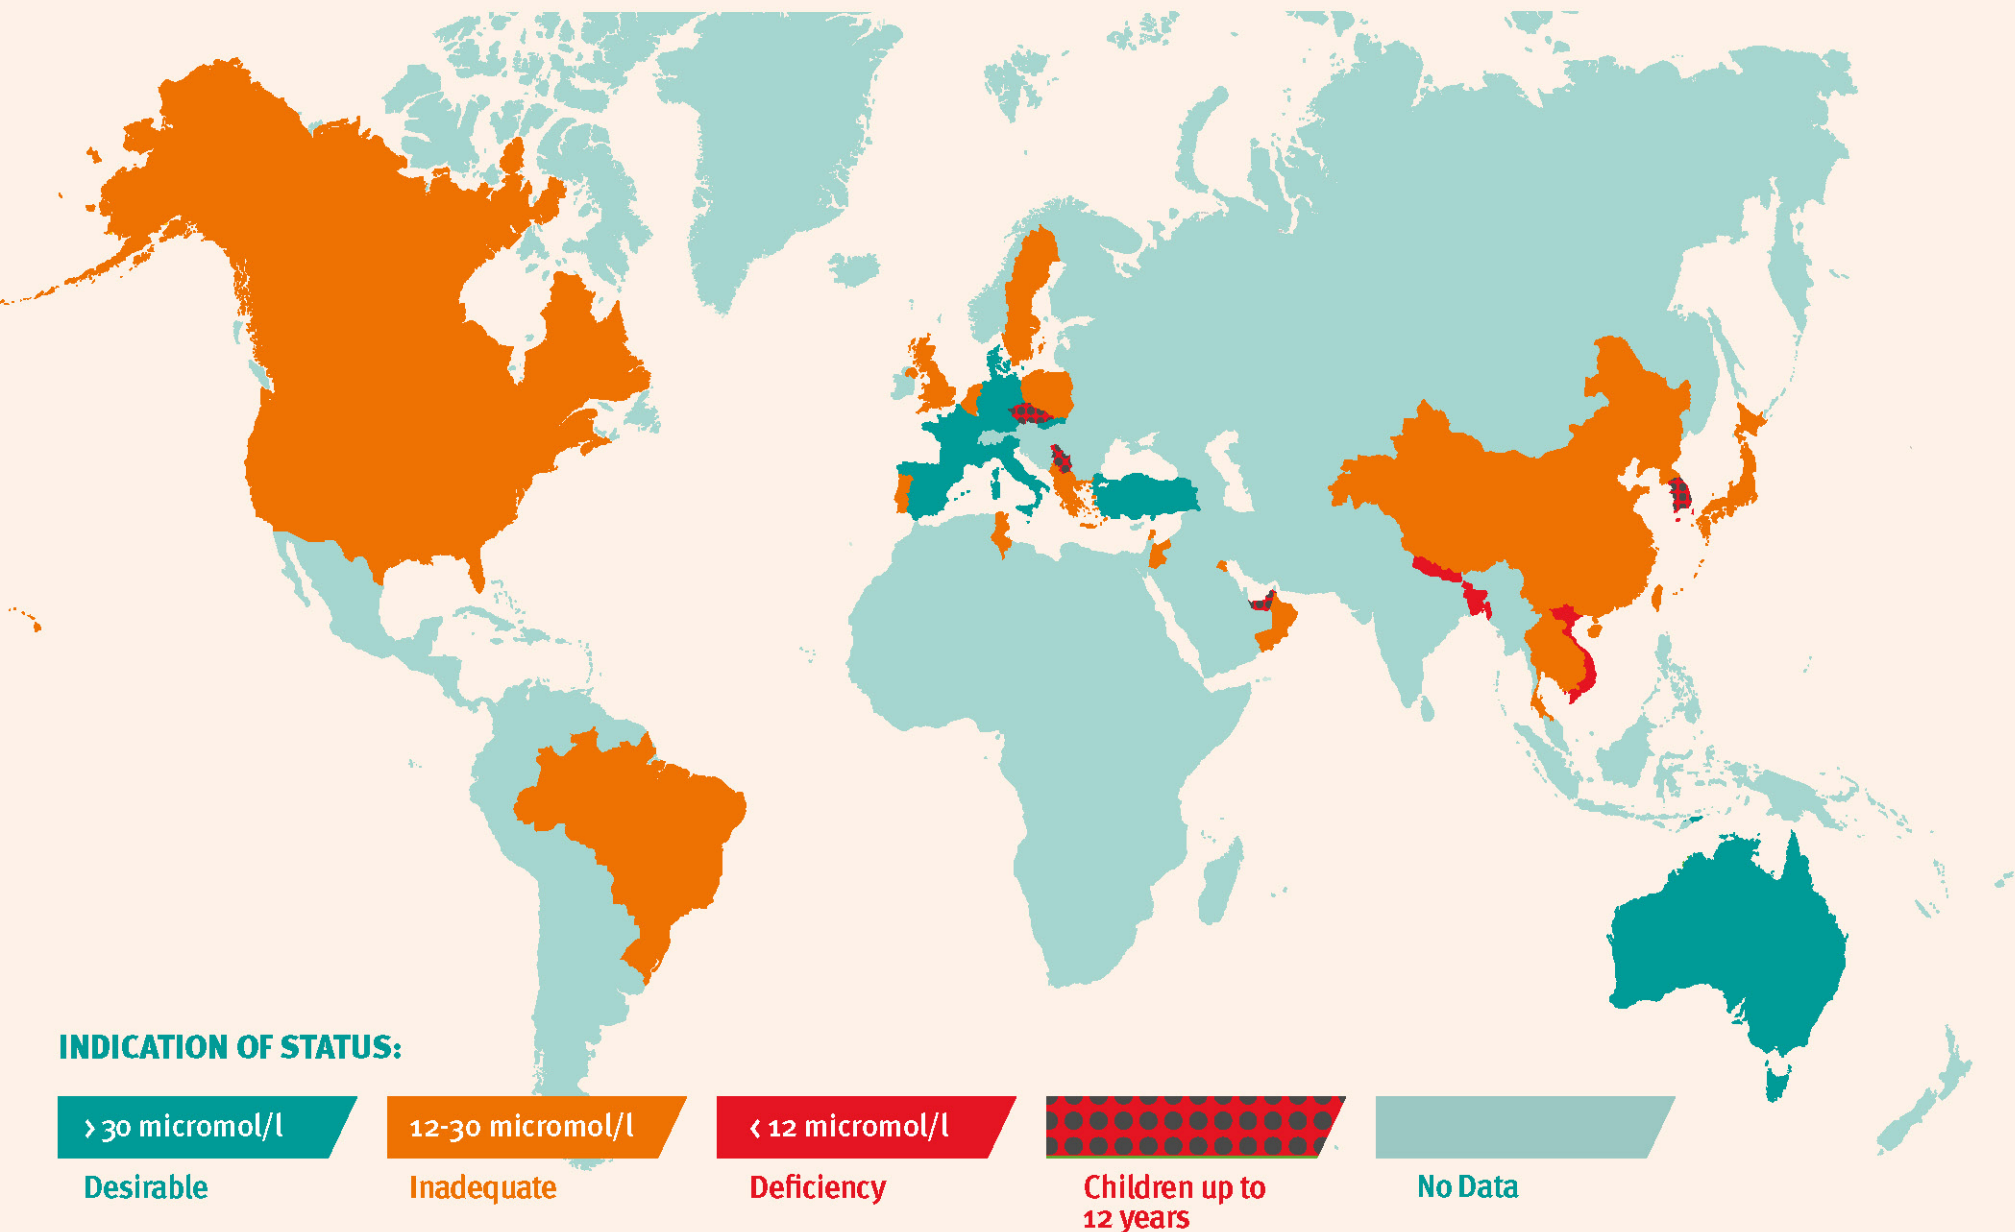 INDICATION OF STATUS:
> 30 micromol/l
Desirable
12-30 micromol/l
Inadequate
< 12 micromol/l
Deficiency
Children up to
12 years
No Data